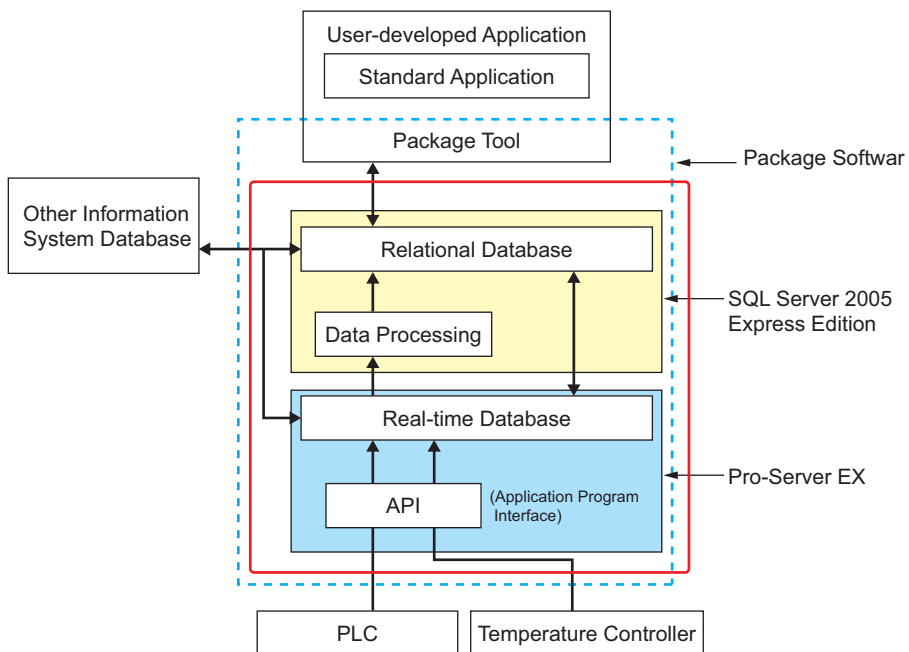 User-developed Application
Standard Application
Package Tool
Package Softwar
Other Information
System Database
Relational Database
SQL Server 2005
Express Edition
Data Processing
Real-time Database
Pro-Server EX
API
(Application Program
Interface)
PLC
Temperature Controller